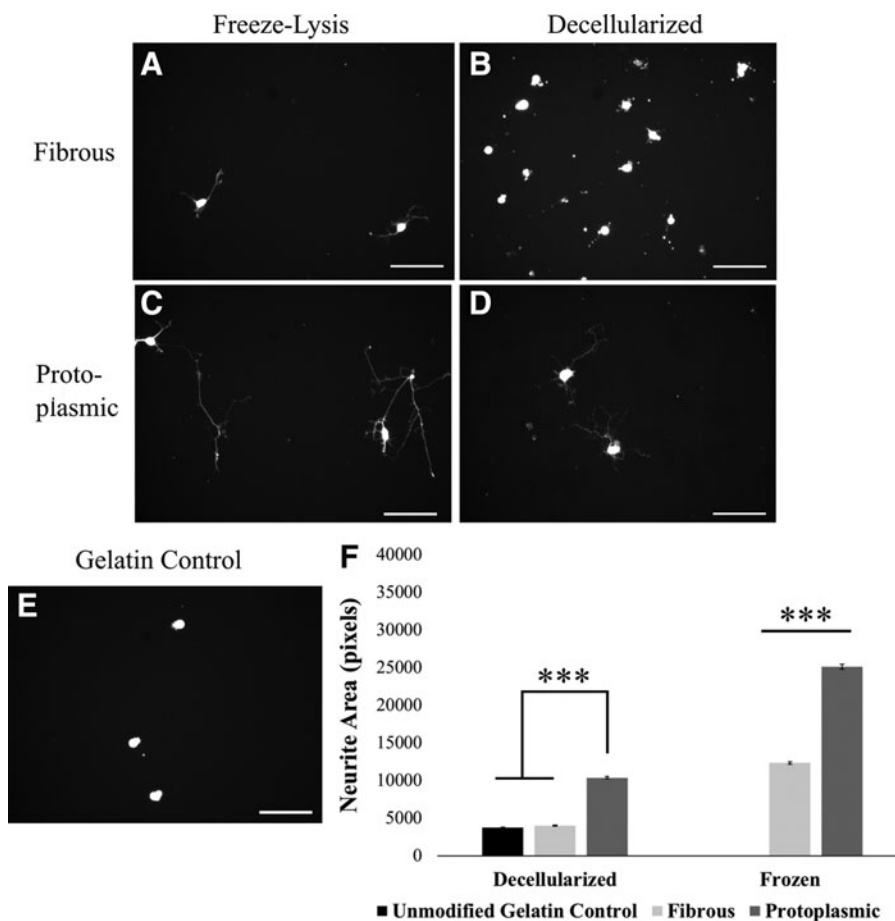 Freeze-Lysis Decellularized
A B
Fibrous
C D
Proto-
plasmic
Gelatin Control
E
F
Neurite Area (pixels)
40000
35000
30000
25000
20000
15000
10000
5000
0
***
***
Decellularized Frozen
Unmodified Gelatin Control Fibrous Protoplasmic